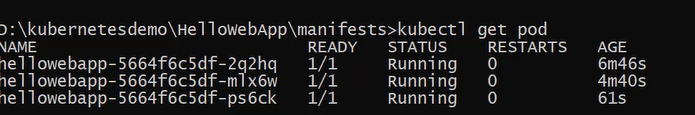 D:\kubernetesdemo\HelloWebApp\manifests>kubectl get pod
NAME READY STATUS RESTARTS AGE
hellowebapp-5664f6c5df-2q2hq 1/1 Running 0 6m46s
hellowebapp-5664f6c5df-mlx6w 1/1 Running 0 4m40s
hellowebapp-5664f6c5df-ps6ck 1/1 Running 0 61s